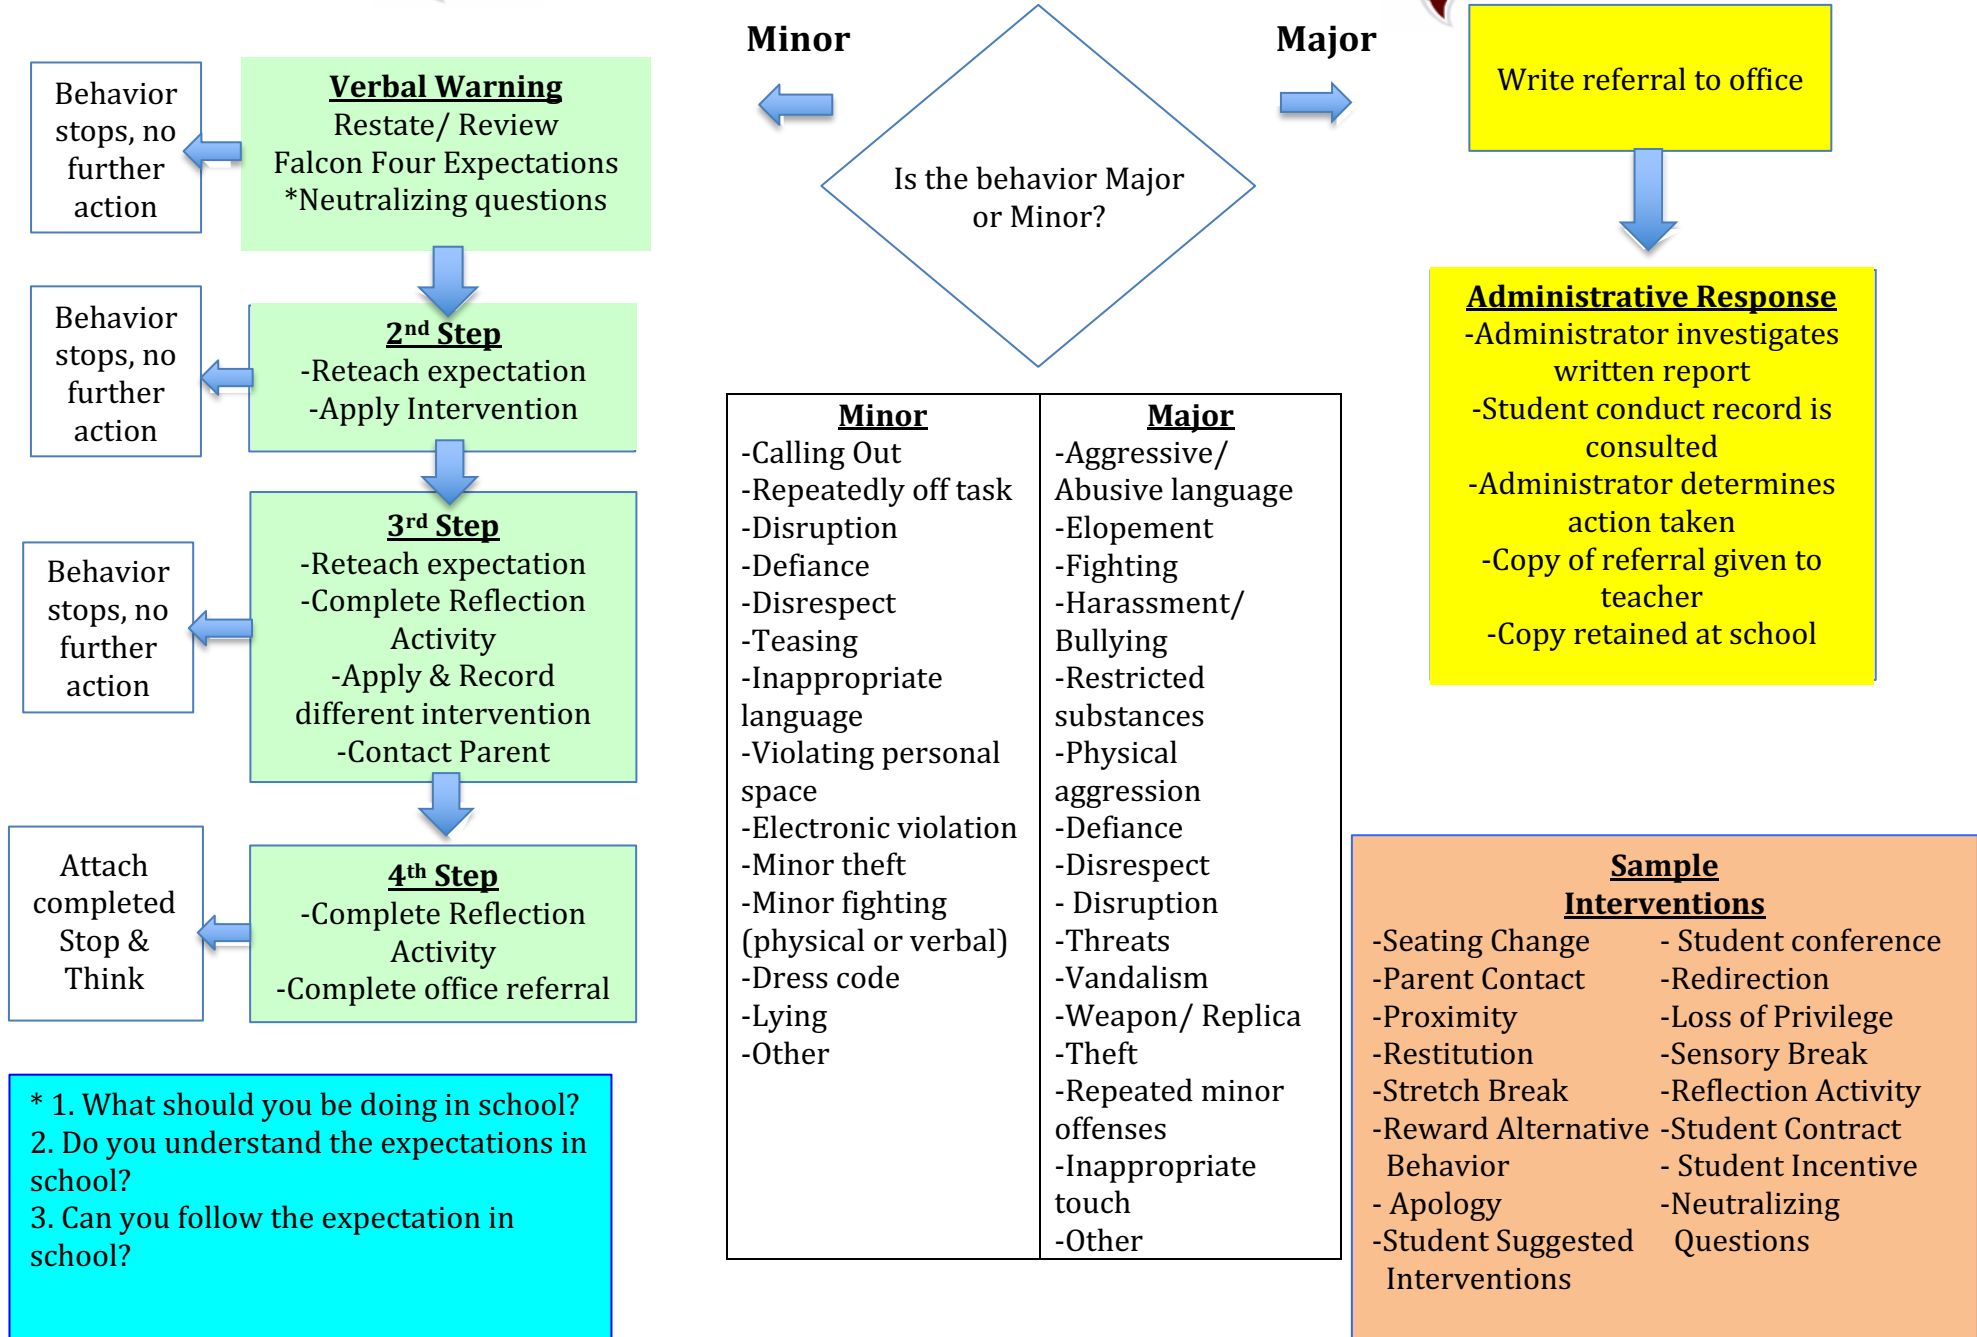 Minor
Major
Behavior
stops, no
further
action
Verbal Warning
Restate/ Review
Falcon Four Expectations
*Neutralizing questions
Is the behavior Major
or Minor?
Write referral to office
Behavior
stops, no
further
action
2nd Step
-Reteach expectation
-Apply Intervention
Behavior
stops, no
further
action
3rd Step
-Reteach expectation
-Complete Reflection
Activity
-Apply & Record
different intervention
-Contact Parent
Attach
completed
Stop &
Think
4th Step
-Complete Reflection
Activity
-Complete office referral
* 1. What should you be doing in school?
2. Do you understand the expectations in
school?
3. Can you follow the expectation in
school?
Minor
-Calling Out
-Repeatedly off task
-Disruption
-Defiance
-Disrespect
-Teasing
-Inappropriate
language
-Violating personal
space
-Electronic violation
-Minor theft
-Minor fighting
(physical or verbal)
-Dress code
-Lying
-Other
Major
-Aggressive/
Abusive language
-Elopement
-Fighting
-Harassment/
Bullying
-Restricted
substances
-Physical
aggression
-Defiance
-Disrespect
- Disruption
-Threats
-Vandalism
-Weapon/ Replica
-Theft
-Repeated minor
offenses
-Inappropriate
touch
-Other
Administrative Response
-Administrator investigates
written report
-Student conduct record is
consulted
-Administrator determines
action taken
-Copy of referral given to
teacher
-Copy retained at school
Sample
Interventions
-Seating Change
-Parent Contact
-Proximity
-Restitution
-Stretch Break
-Reward Alternative
Behavior
- Apology
-Student Suggested
Interventions
- Student conference
-Redirection
-Loss of Privilege
-Sensory Break
-Reflection Activity
-Student Contract
- Student Incentive
-Neutralizing
Questions